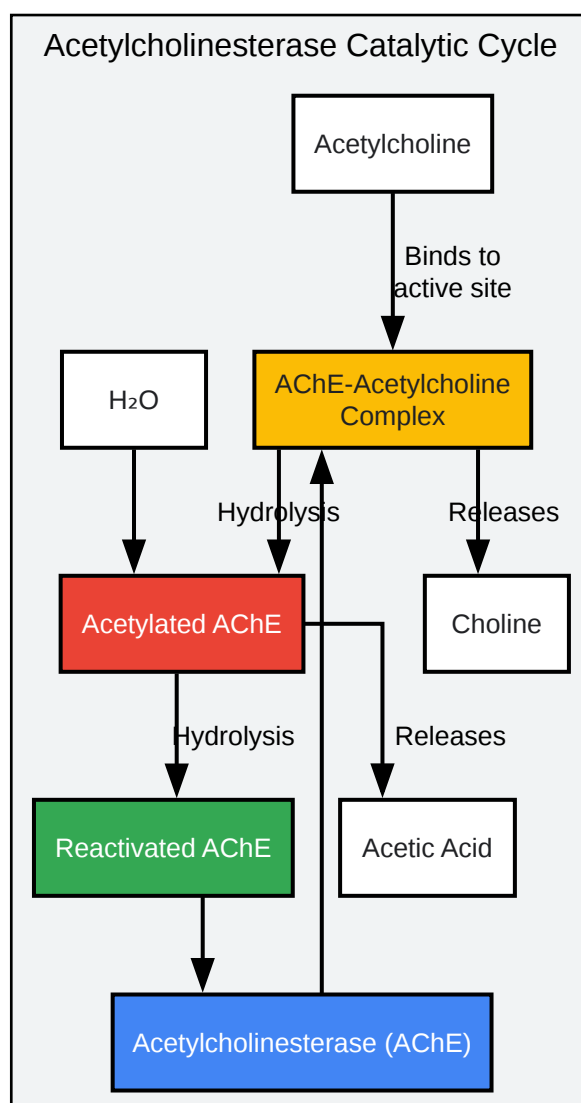 Acetylcholinesterase Catalytic Cycle
Acetylcholine
Binds to
active site
H₂O
AChE-Acetylcholine
Complex
Hydrolysis
Releases
Acetylated AChE
Choline
Hydrolysis
Releases
Reactivated AChE
Acetic Acid
Acetylcholinesterase (AChE)